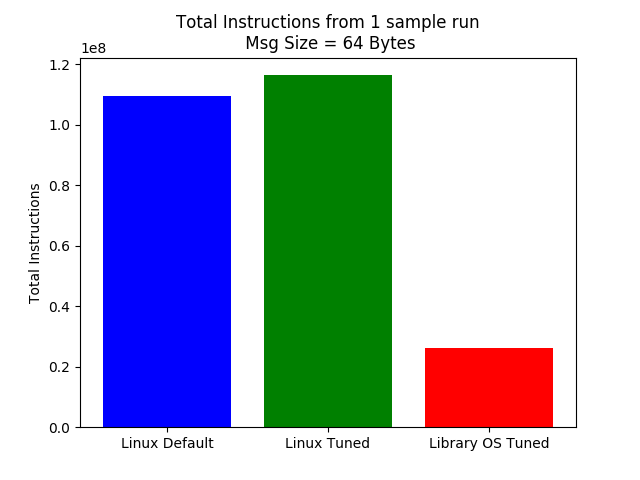 Total Instructions from 1 sample run
Msg Size = 64 Bytes
1e8
1.2
1.0
0.8
0.6
0.4
0.2
0.0
Total Instructions
Linux Default
Linux Tuned
Library OS Tuned